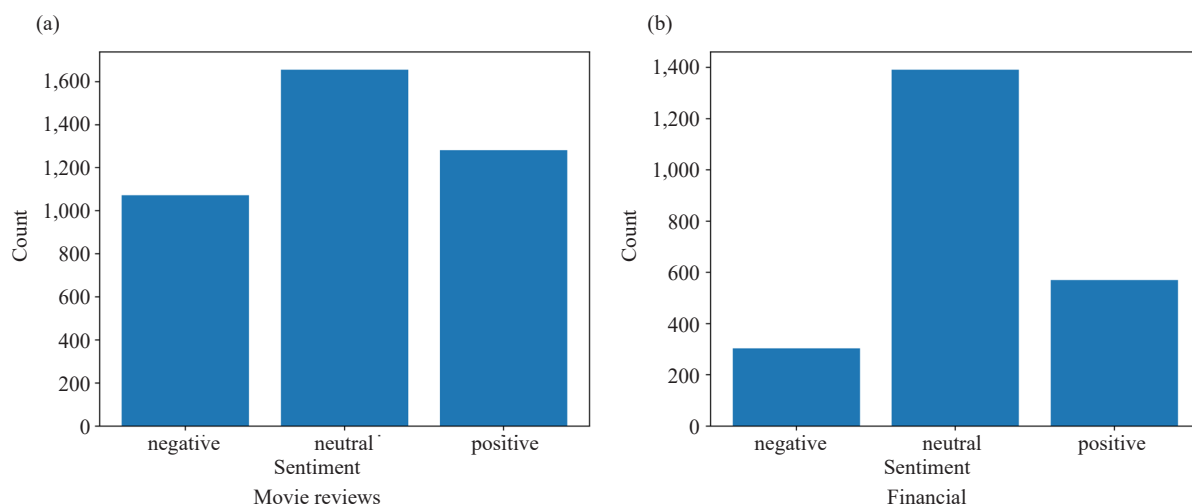 (a)
1,600
1,400
1,200
1,000
800
600
400
200
0
Count
negative neutral positive
Sentiment
Movie reviews
(b)
1,400
1,200
1,000
800
600
400
200
0
Count
negative neutral positive
Sentiment
Financial